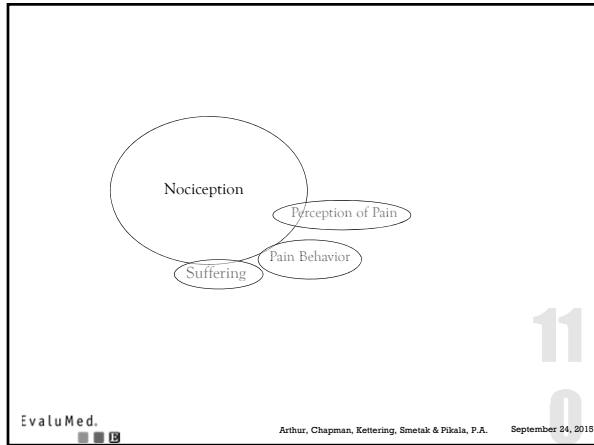 Nociception
Perception of Pain
Pain Behavior
Suffering
11
0
EvaluMed®
E
Arthur, Chapman, Kettering, Smetak & Pikala, P.A. September 24, 2015